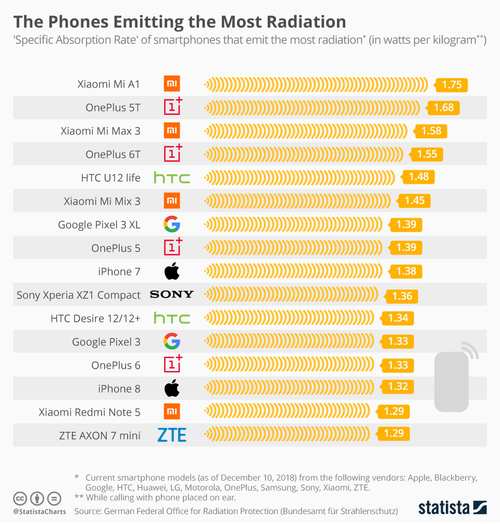 The Phones Emitting the Most Radiation
'Specific Absorption Rate' of smartphones that emit the most radiation* (in watts per kilogram**)
Xiaomi Mi A1 mi 1.75
OnePlus 5T 1+ 1.68
Xiaomi Mi Max 3 mi 1.58
OnePlus 6T 1+ 1.55
HTC U12 life hTC 1.48
Xiaomi Mi Mix 3 mi 1.45
Google Pixel 3 XL G 1.39
OnePlus 5 1+ 1.39
iPhone 7 1.38
Sony Xperia XZ1 Compact SONY 1.36
HTC Desire 12/12+ hTC 1.34
Google Pixel 3 G 1.33
OnePlus 6 1+ 1.33
iPhone 8 1.32
Xiaomi Redmi Note 5 mi 1.29
ZTE AXON 7 mini ZTE 1.29
* Current smartphone models (as of December 10, 2018) from the following vendors: Apple, Blackberry,
Google, HTC, Huawei, LG, Motorola, OnePlus, Samsung, Sony, Xiaomi, ZTE.
** While calling with phone placed on ear.
Source: German Federal Office for Radiation Protection (Bundesamt für Strahlenschutz)
cc
@StatistaCharts
statista